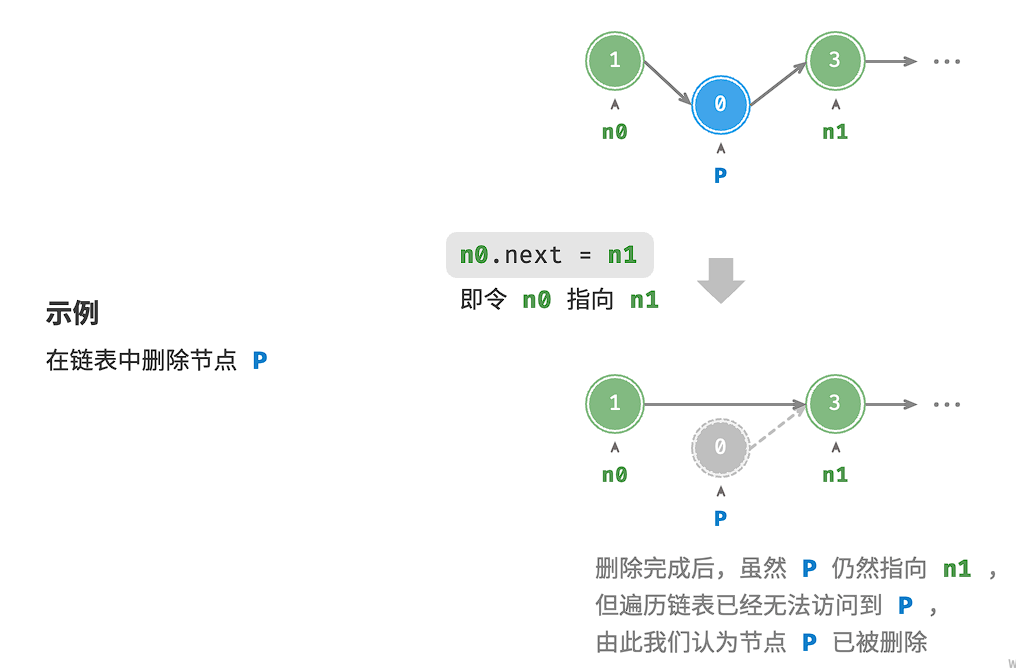 1
3
...
0
n0
n1
P
n0.next = n1
即令 n0 指向 n1
示例
在链表中删除节点 P
1
3
...
0
n0
n1
P
删除完成后，虽然 P 仍然指向 n1 ，
但遍历链表已经无法访问到 P ，
由此我们认为节点 P 已被删除